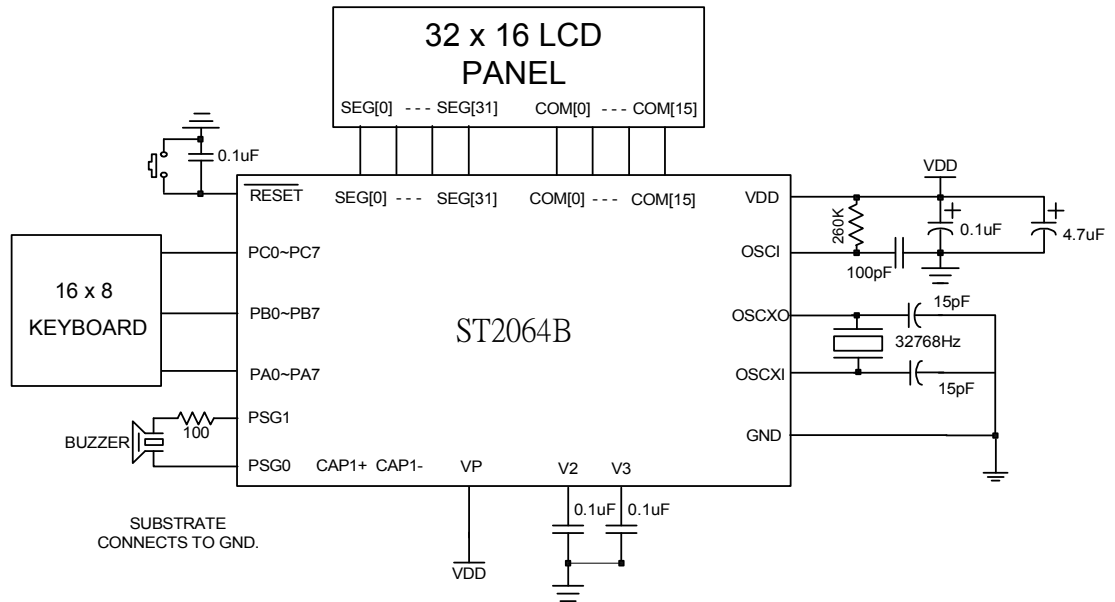 32 x 16 LCD
PANEL
SEG[0] --- SEG[31] COM[0] --- COM[15]
0.1uF
RESET
SEG[0] --- SEG[31] COM[0] --- COM[15]
VDD
VDD
260K
0.1uF
4.7uF
OSCI
100pF
16 x 8
KEYBOARD
PC0~PC7
PB0~PB7
PA0~PA7
ST2064B
OSCXO
15pF
32768Hz
OSCXI
15pF
BUZZER
100
PSG1
PSG0
GND
CAP1+ CAP1- VP V2 V3
0.1uF 0.1uF
SUBSTRATE
CONNECTS TO GND.
VDD